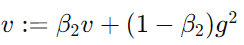 v := β₂v + (1 − β₂)g²